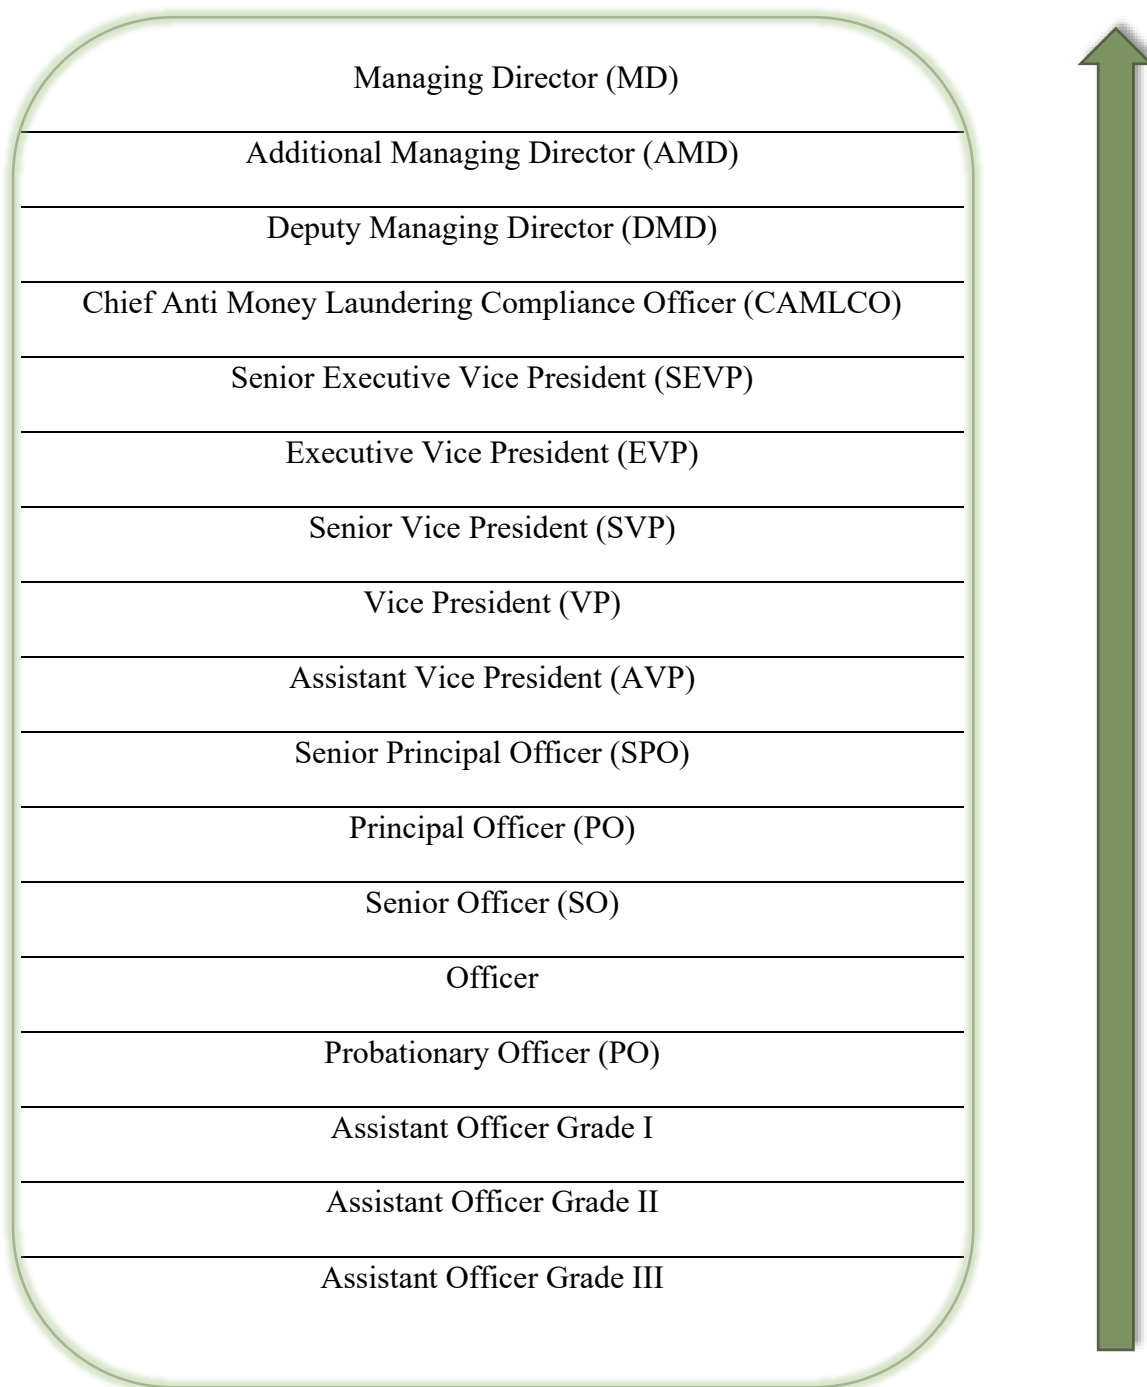 Managing Director (MD)
Additional Managing Director (AMD)
Deputy Managing Director (DMD)
Chief Anti Money Laundering Compliance Officer (CAMLCO)
Senior Executive Vice President (SEVP)
Executive Vice President (EVP)
Senior Vice President (SVP)
Vice President (VP)
Assistant Vice President (AVP)
Senior Principal Officer (SPO)
Principal Officer (PO)
Senior Officer (SO)
Officer
Probationary Officer (PO)
Assistant Officer Grade I
Assistant Officer Grade II
Assistant Officer Grade III